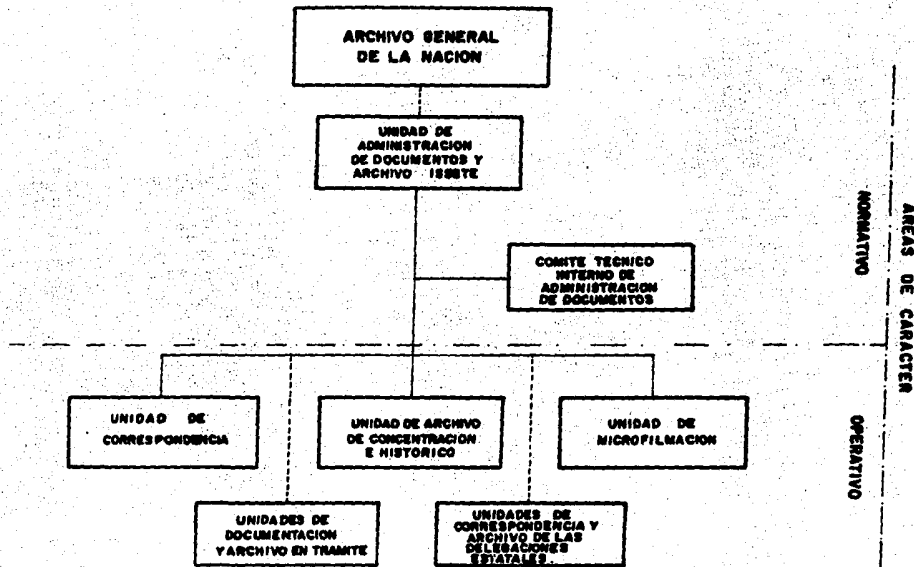 ARCHIVO GENERAL
DE LA NACION
UNIDAD DE
ADMINISTRACION
DE DOCUMENTOS Y
ARCHIVO ISSSTE
COMITE TECNICO
INTERNO DE
ADMINISTRACION
DE DOCUMENTOS
NORMATIVO
AREAS DE CARACTER
OPERATIVO
UNIDAD DE
CORRESPONDENCIA
UNIDAD DE ARCHIVO
DE CONCENTRACION
E HISTORICO
UNIDAD DE
MICROFILMACION
UNIDADES DE
DOCUMENTACION
Y ARCHIVO EN TRAMITE
UNIDADES DE
CORRESPONDENCIA Y
ARCHIVO DE LAS
DELEGACIONES
ESTATALES.